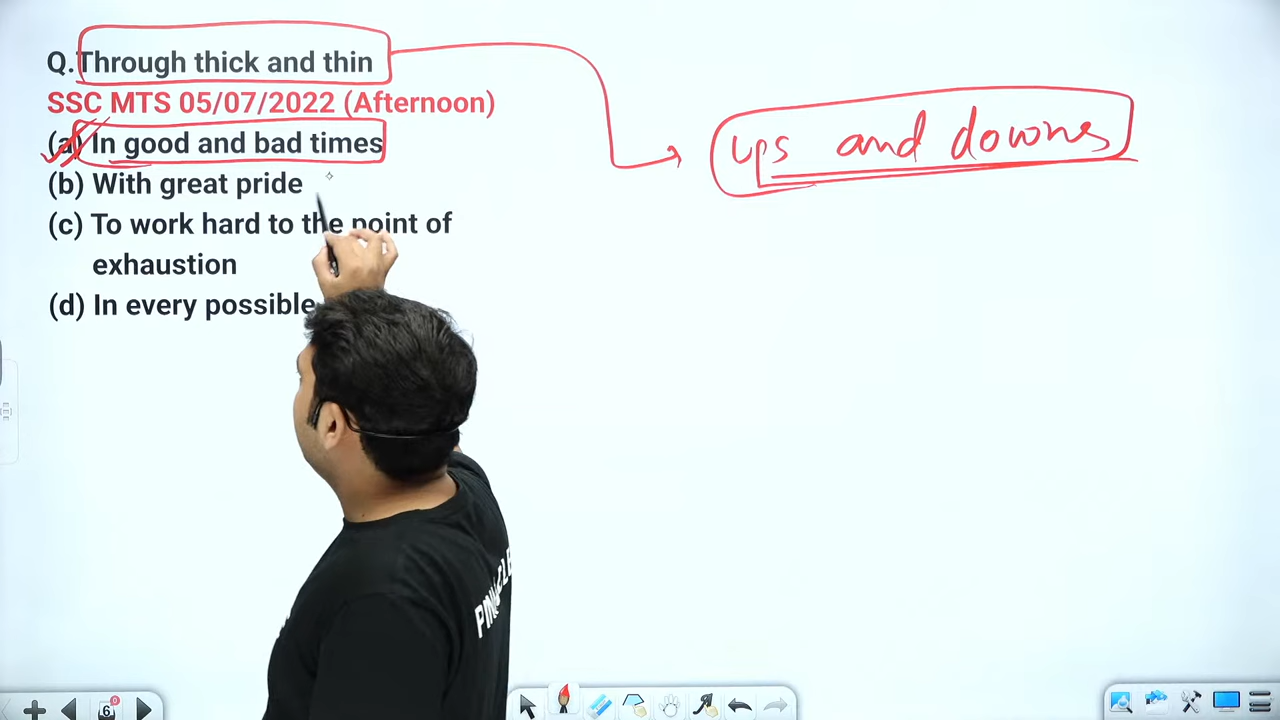 Q.Through thick and thin
SSC MTS 05/07/2022 (Afternoon)
(a) In good and bad times
(b) With great pride
(c) To work hard to the point of
exhaustion
(d) In every possible
ups and downs
6